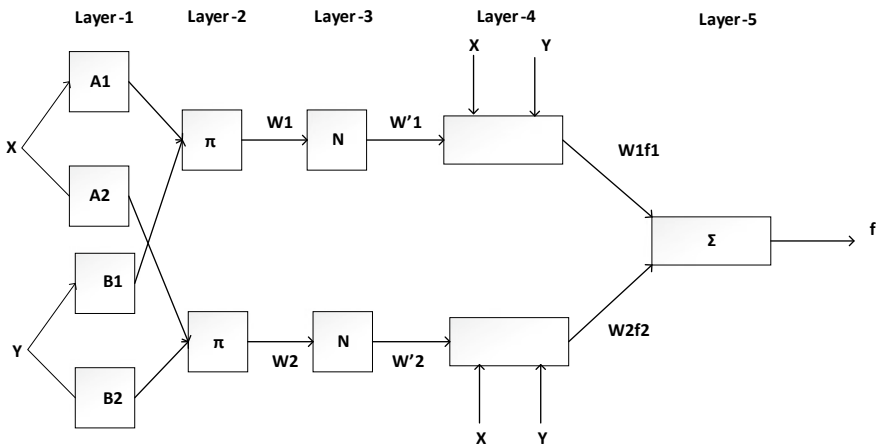 Layer-1
Layer-2
Layer-3
Layer-4
Layer-5
X
Y
A1
W1
W'1
π
N
W1f1
X
A2
f
Σ
B1
W2f2
Y
π
N
W2
W'2
B2
X
Y